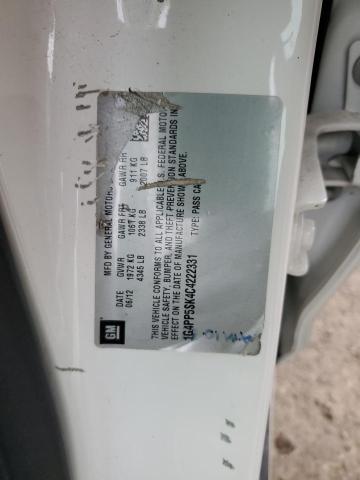 GM
MFD BY GENERAL MOTORS
DATE GVWR GAWR FRT GAWR RR
06/12 1972 KG 1061 KG 911 KG
4345 LB 2338 LB 2007 LB
THIS VEHICLE CONFORMS TO ALL APPLICABLE U.S. FEDERAL MOTOR
VEHICLE SAFETY, BUMPER, AND THEFT PREVENTION STANDARDS IN
EFFECT ON THE DATE OF MANUFACTURE SHOWN ABOVE.
1G4PP5SK4C4222331 TYPE: PASS CA